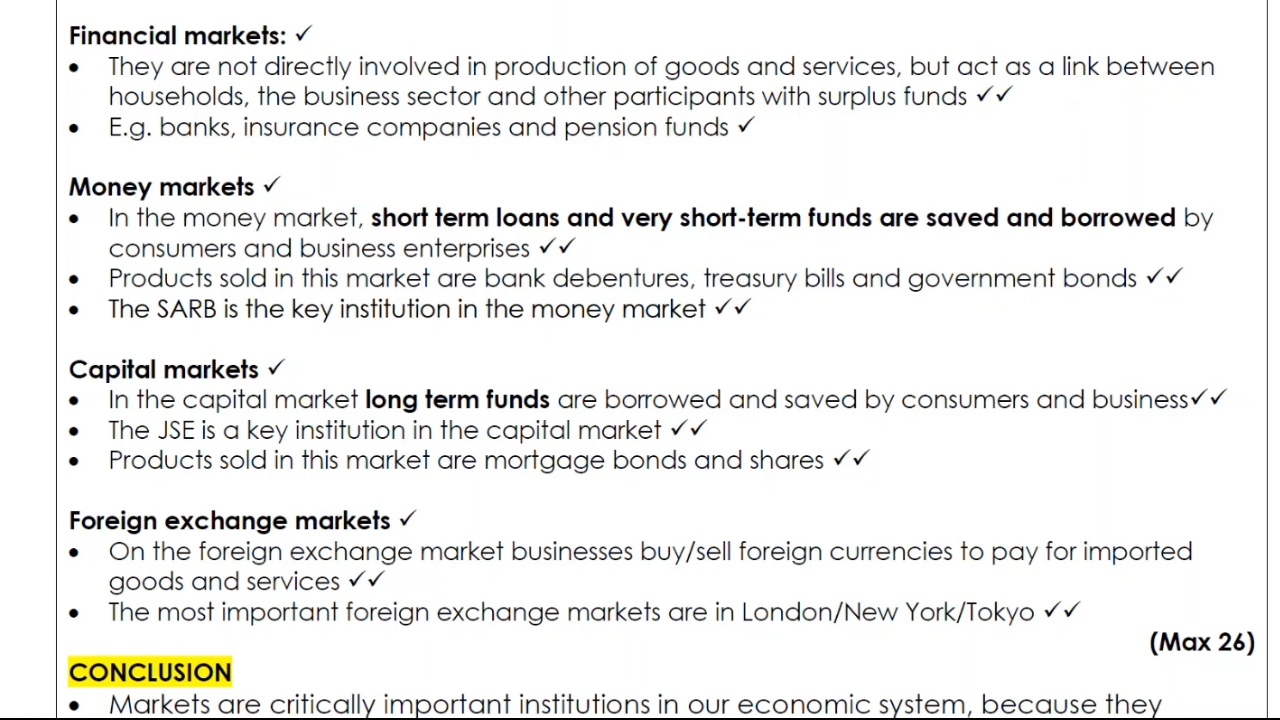 Financial markets: ✓
• They are not directly involved in production of goods and services, but act as a link between
households, the business sector and other participants with surplus funds ✓✓
• E.g. banks, insurance companies and pension funds ✓
Money markets ✓
• In the money market, short term loans and very short-term funds are saved and borrowed by
consumers and business enterprises ✓✓
• Products sold in this market are bank debentures, treasury bills and government bonds ✓✓
• The SARB is the key institution in the money market ✓✓
Capital markets ✓
• In the capital market long term funds are borrowed and saved by consumers and business✓✓
• The JSE is a key institution in the capital market ✓✓
• Products sold in this market are mortgage bonds and shares ✓✓
Foreign exchange markets ✓
• On the foreign exchange market businesses buy/sell foreign currencies to pay for imported
goods and services ✓✓
• The most important foreign exchange markets are in London/New York/Tokyo ✓✓
(Max 26)
CONCLUSION
• Markets are critically important institutions in our economic system, because they